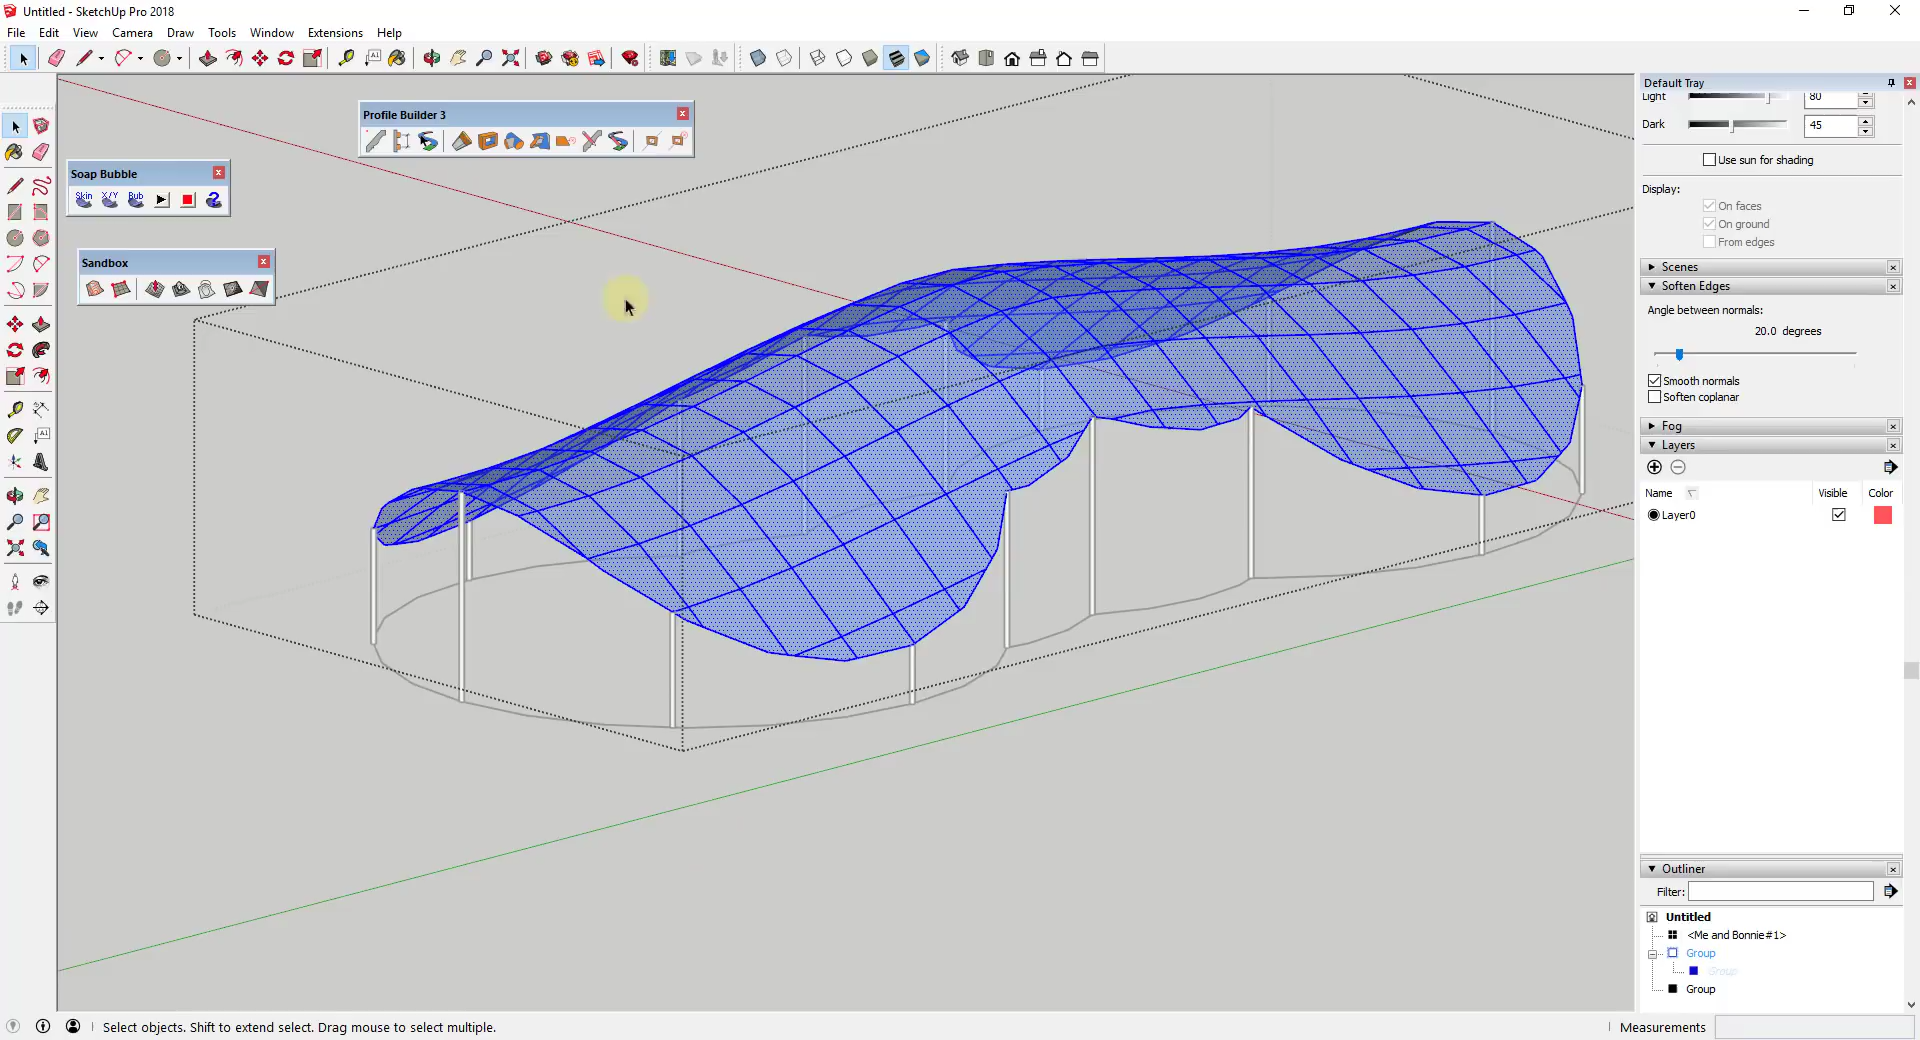 Untitled - SketchUp Pro 2018
File Edit View Camera Draw Tools Window Extensions Help
Default Tray
Light 80
Dark 45
Use sun for shading
Display:
On faces
On ground
From edges
Scenes
Soften Edges
Angle between normals:
20.0 degrees
Smooth normals
Soften coplanar
Fog
Layers
Name Visible Color
Layer0
Outliner
Filter:
Untitled
<Me and Bonnie#1>
Group
Group
Group
Profile Builder 3
Soap Bubble
Skin X/Y Bub
Sandbox
Select objects. Shift to extend select. Drag mouse to select multiple.
Measurements